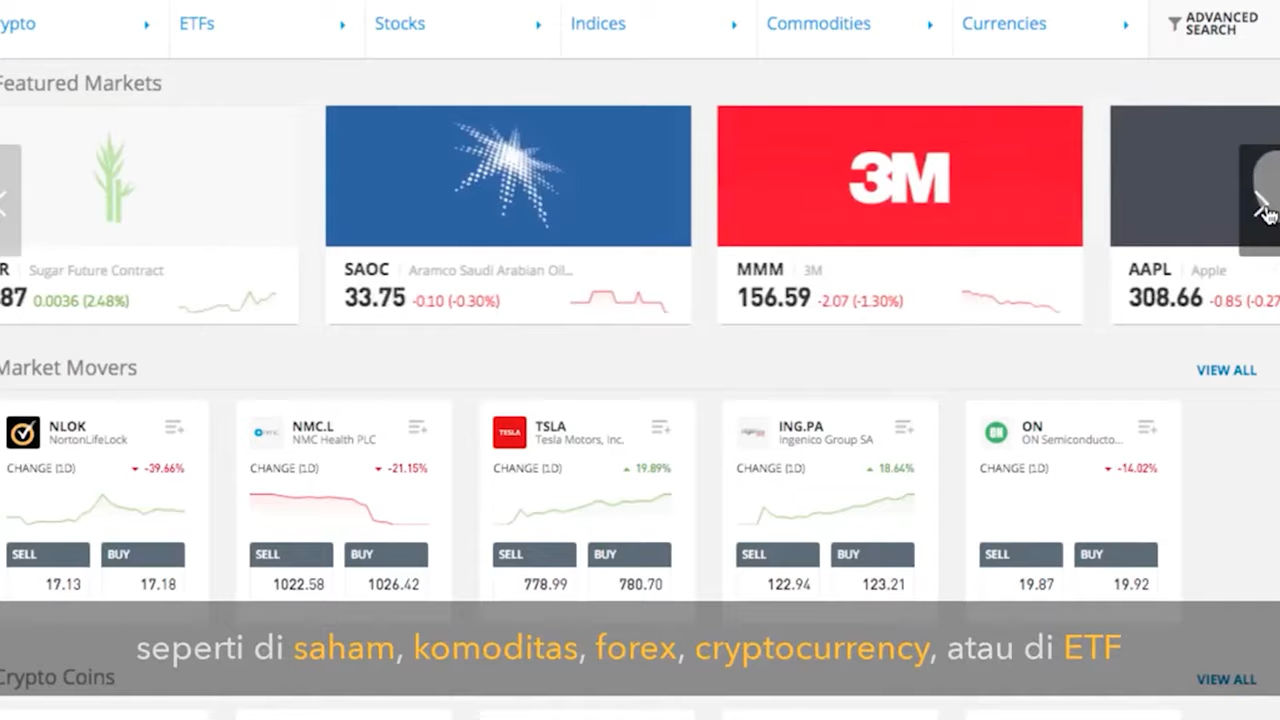 ypto
ETFs
Stocks
Indices
Commodities
Currencies
ADVANCED
SEARCH
Featured Markets
3M
R | Sugar Future Contract
87 0.0036 (2.48%)
SAOC | Aramco Saudi Arabian Oil...
33.75 -0.10 (-0.30%)
MMM | 3M
156.59 -2.07 (-1.30%)
AAPL | Apple
308.66 -0.85 (-0.27
Market Movers
VIEW ALL
NLOK
NortonLifeLock
CHANGE (1D) -39.66%
SELL BUY
17.13 17.18
NMC.L
NMC Health PLC
CHANGE (1D) -21.15%
SELL BUY
1022.58 1026.42
TESLA
TSLA
Tesla Motors, Inc.
CHANGE (1D) 19.89%
SELL BUY
778.99 780.70
ING.PA
Ingenico Group SA
CHANGE (1D) 18.64%
SELL BUY
122.94 123.21
ON
ON
ON Semiconducto...
CHANGE (1D) -14.02%
SELL BUY
19.87 19.92
seperti di saham, komoditas, forex, cryptocurrency, atau di ETF
Crypto Coins
VIEW ALL